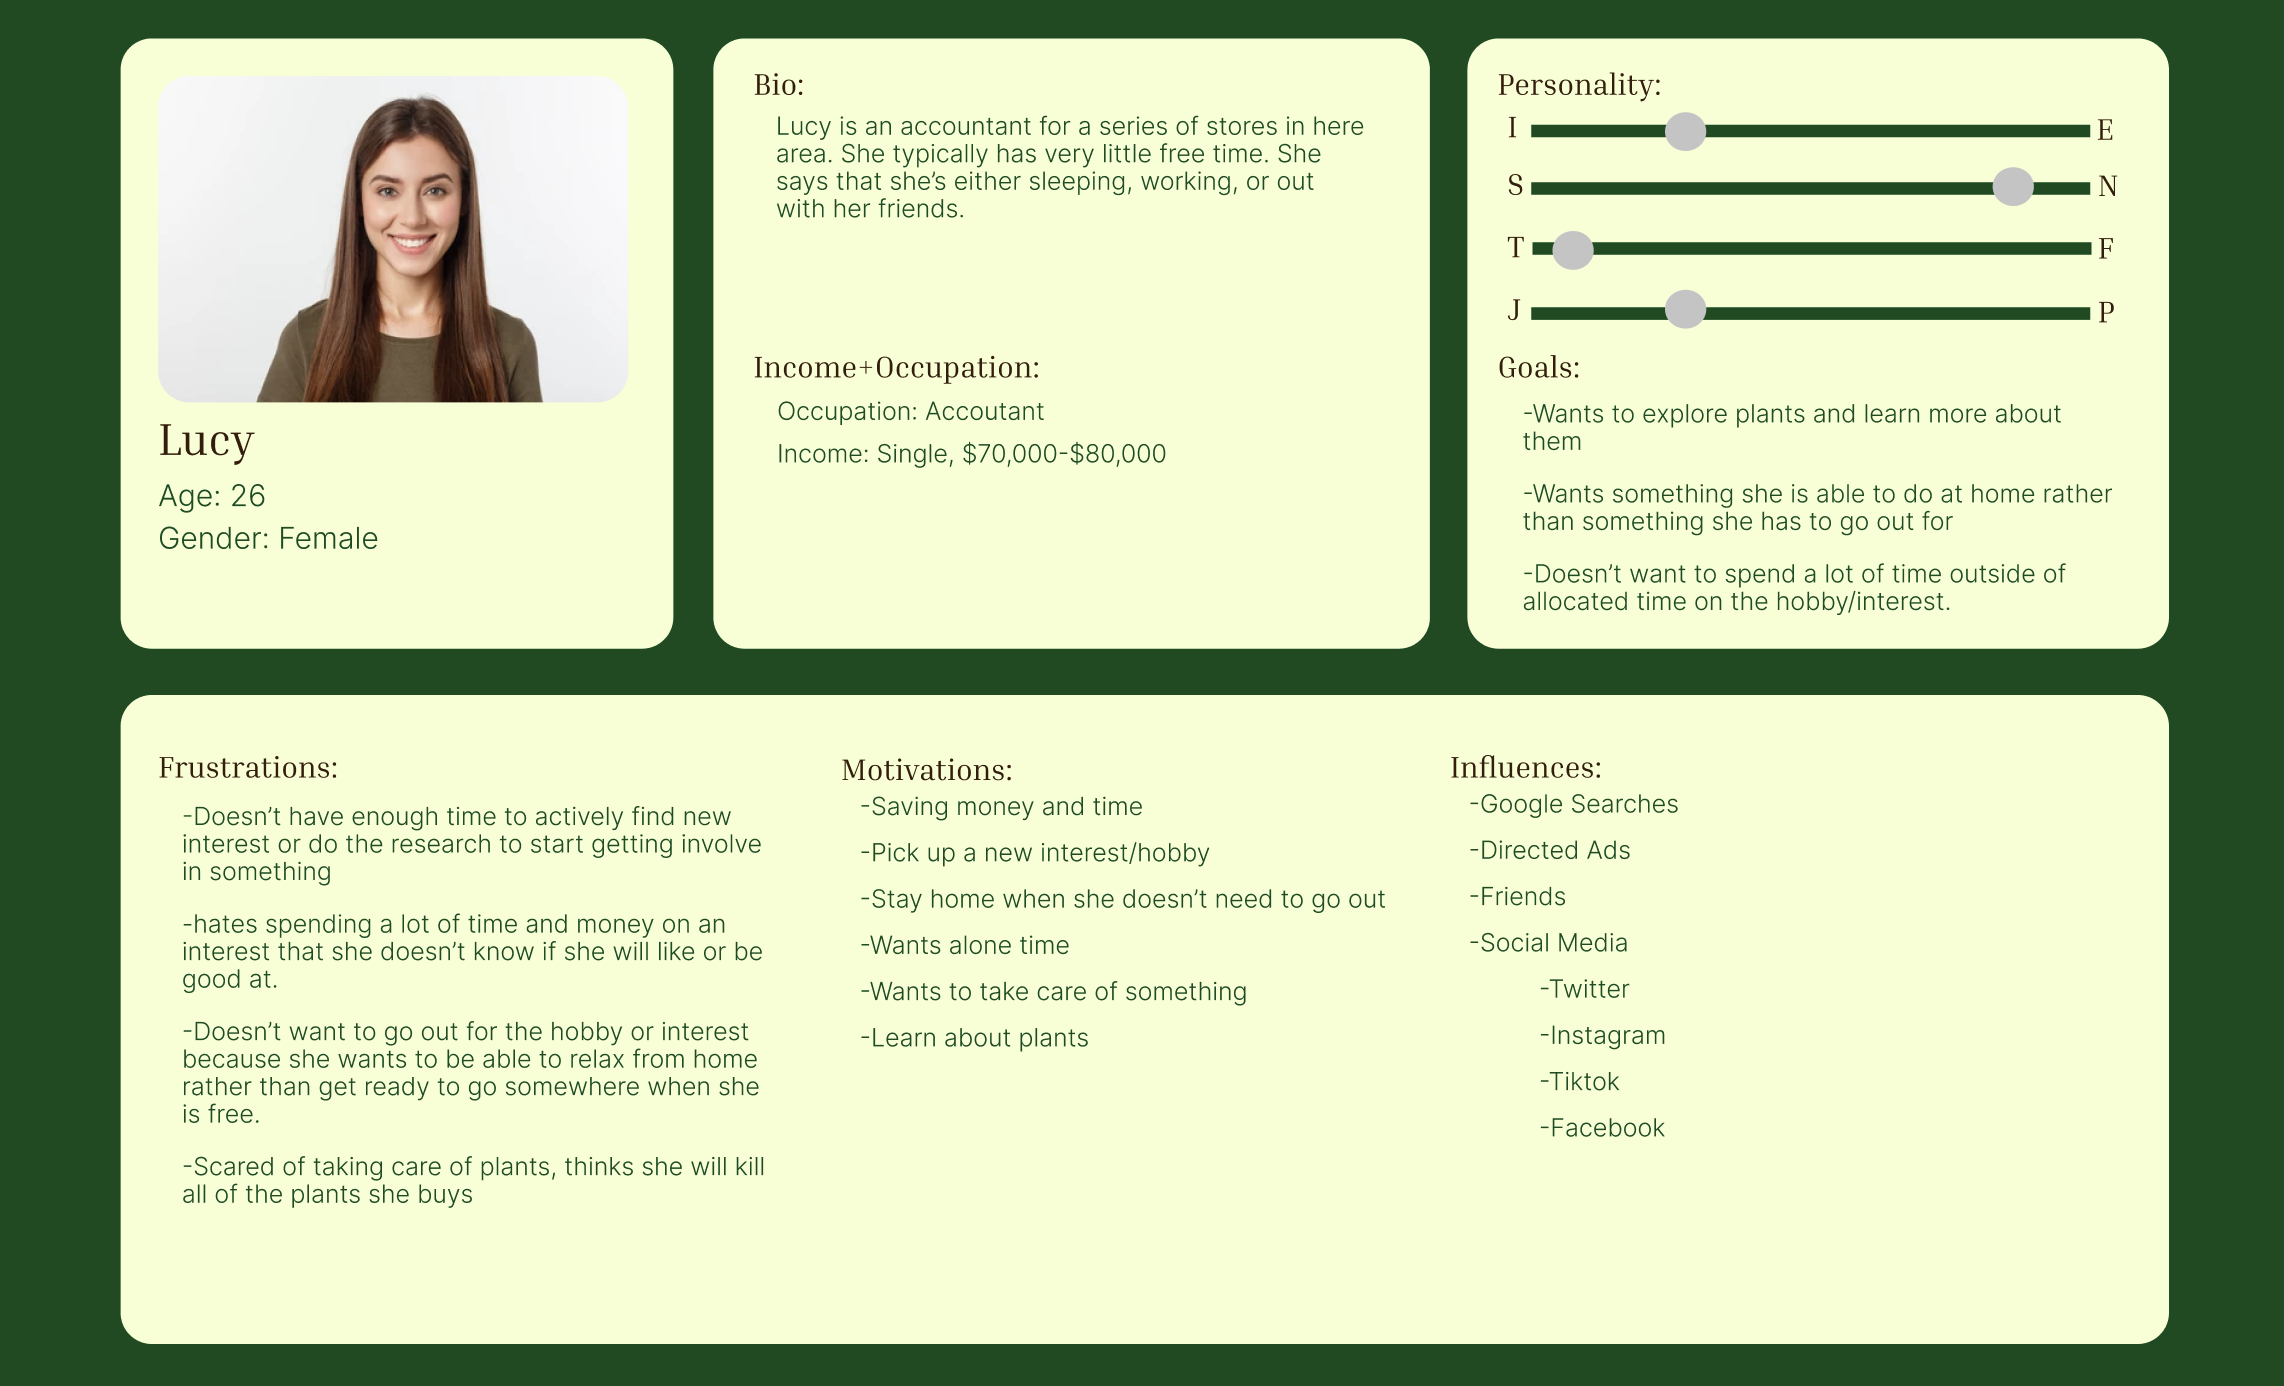 Lucy
Age: 26
Gender: Female
Bio:
Lucy is an accountant for a series of stores in here
area. She typically has very little free time. She
says that she’s either sleeping, working, or out
with her friends.
Income+Occupation:
Occupation: Accoutant
Income: Single, $70,000-$80,000
Personality:
I E
S N
T F
J P
Goals:
-Wants to explore plants and learn more about
them
-Wants something she is able to do at home rather
than something she has to go out for
-Doesn’t want to spend a lot of time outside of
allocated time on the hobby/interest.
Frustrations:
-Doesn’t have enough time to actively find new
interest or do the research to start getting involve
in something
-hates spending a lot of time and money on an
interest that she doesn’t know if she will like or be
good at.
-Doesn’t want to go out for the hobby or interest
because she wants to be able to relax from home
rather than get ready to go somewhere when she
is free.
-Scared of taking care of plants, thinks she will kill
all of the plants she buys
Motivations:
-Saving money and time
-Pick up a new interest/hobby
-Stay home when she doesn’t need to go out
-Wants alone time
-Wants to take care of something
-Learn about plants
Influences:
-Google Searches
-Directed Ads
-Friends
-Social Media
-Twitter
-Instagram
-Tiktok
-Facebook